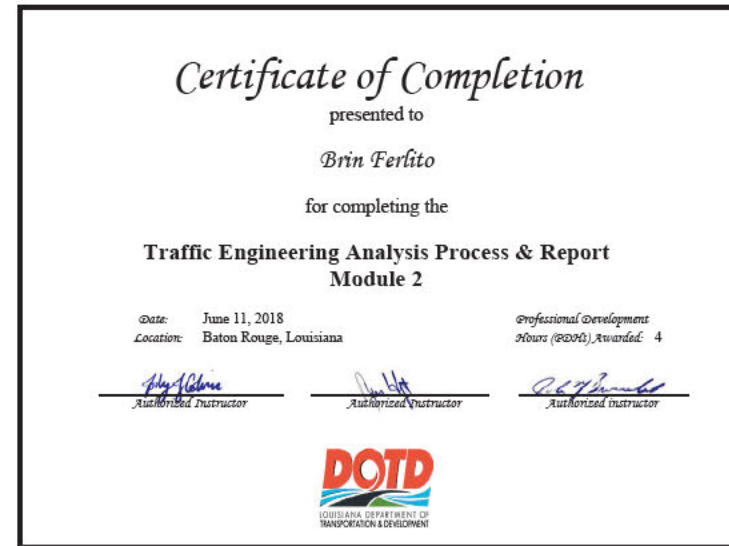 Certificate of Completion
presented to
Brin Ferlito
for completing the
Traffic Engineering Analysis Process & Report
Module 2
Date: June 11, 2018
Location: Baton Rouge, Louisiana
Professional Development
Hours (PDHs) Awarded: 4
Authorized Instructor
Authorized Instructor
Authorized instructor
DOTD
LOUISIANA DEPARTMENT OF
TRANSPORTATION & DEVELOPMENT